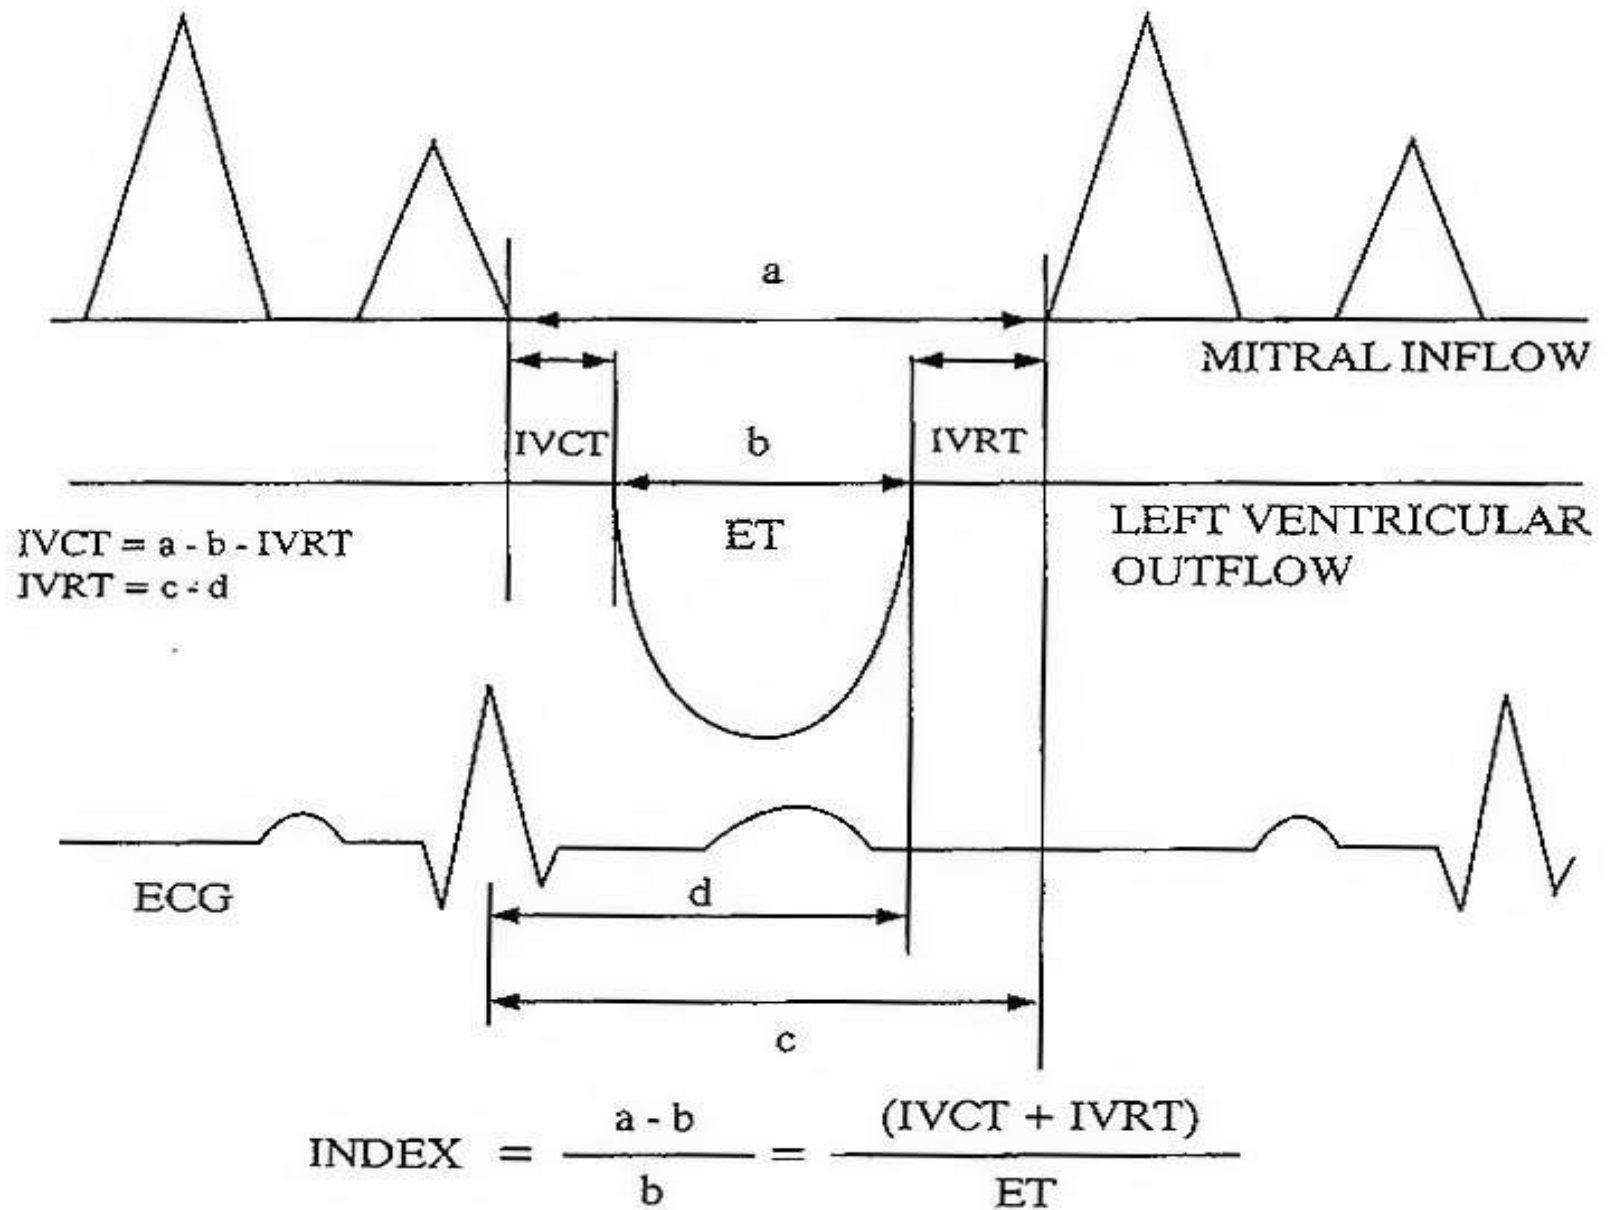 a
MITRAL INFLOW
IVCT
b
IVRT
ET
LEFT VENTRICULAR
OUTFLOW
IVCT = a - b - IVRT
IVRT = c - d
ECG
d
c
INDEX = a - b / b = (IVCT + IVRT) / ET